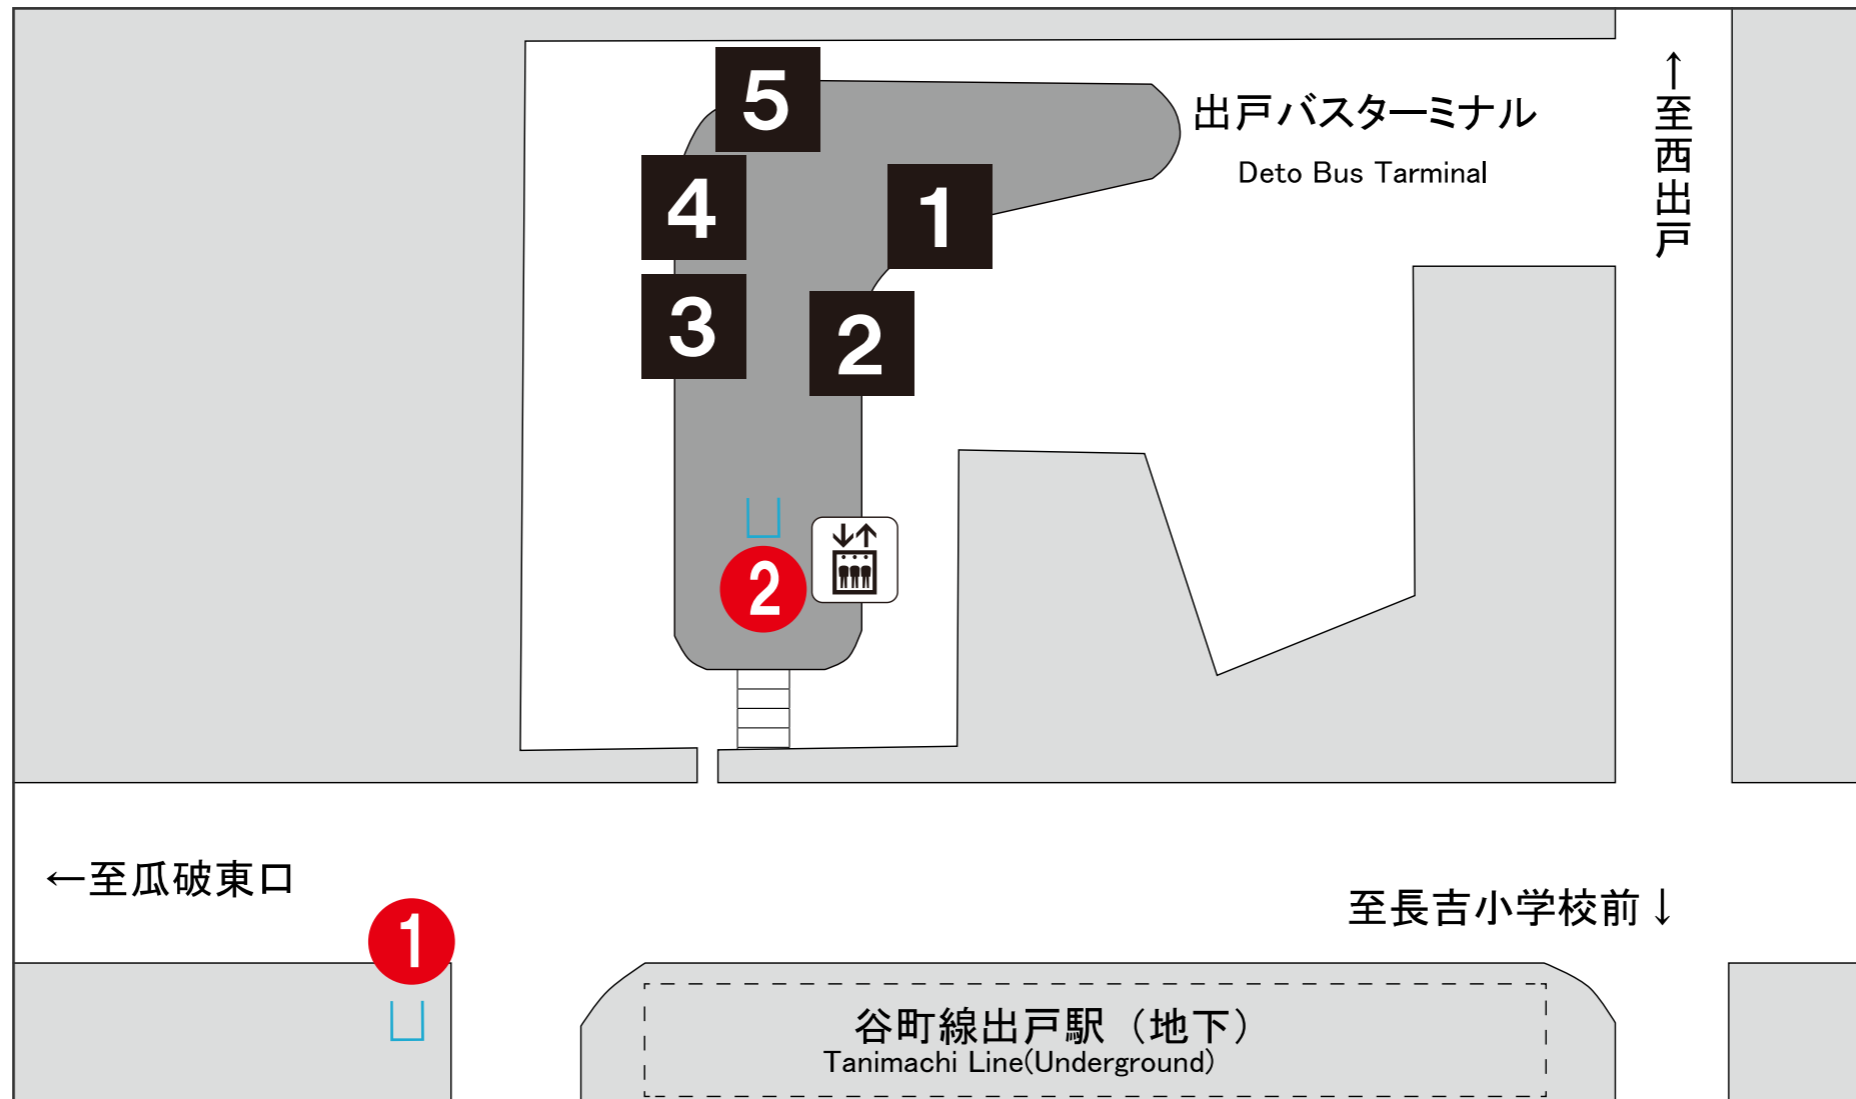 5
出戸バスターミナル
Deto Bus Tarminal
↑至西出戸
4
1
3
2
2
←至瓜破東口
至長吉小学校前↓
1
谷町線出戸駅（地下）
Tanimachi Line(Underground)